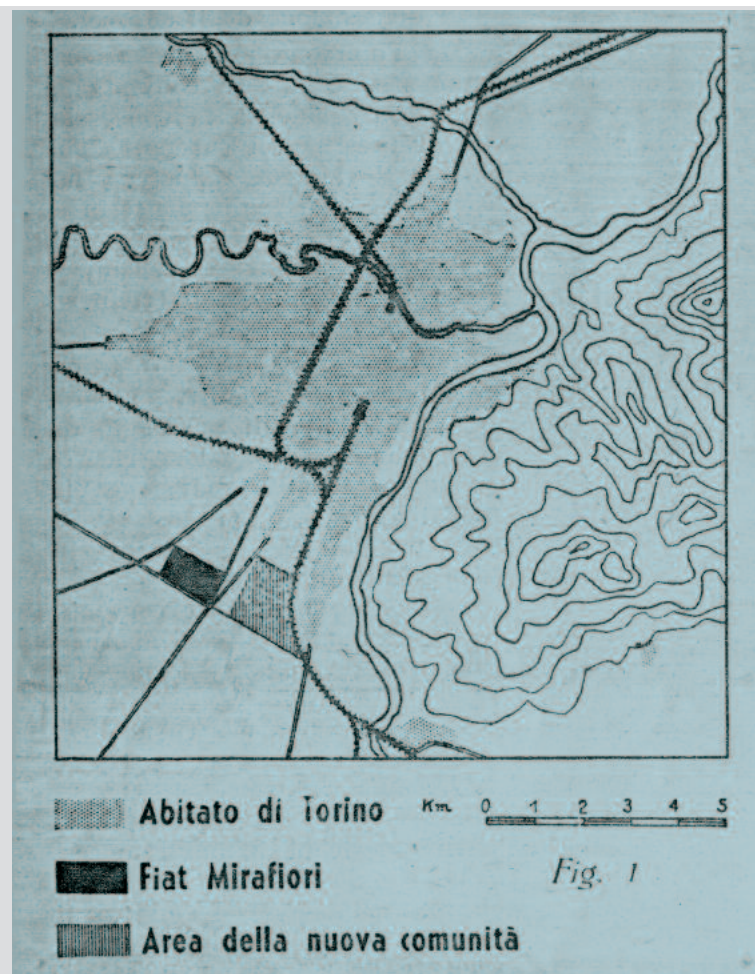 Abitato di Torino
Km 0 1 2 3 4 5
Fiat Mirafiori
Fig. 1
Area della nuova comunità